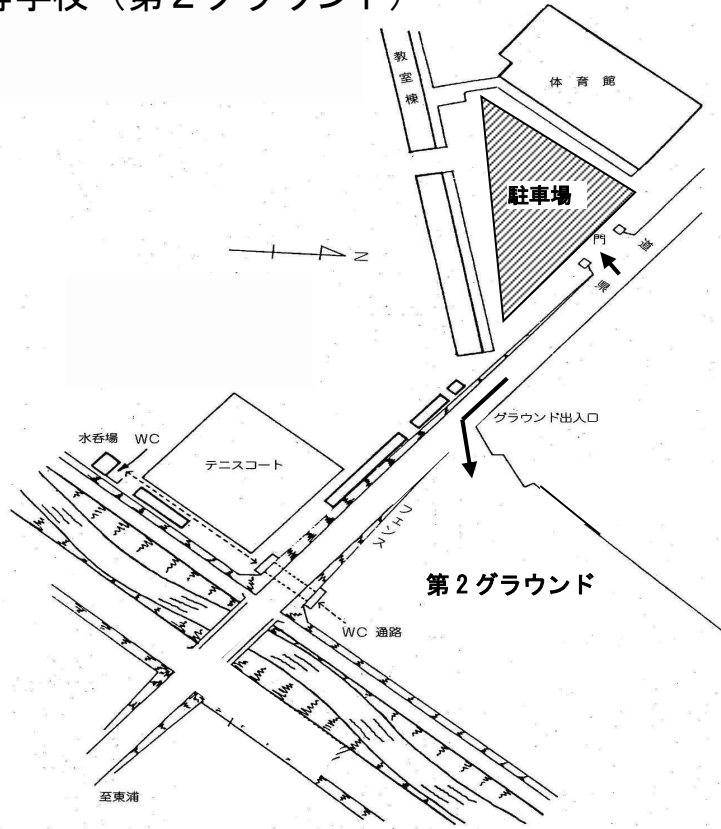 等学校(第2グラウンド)
教室棟
体育館
駐車場
門
県道
N
グラウンド出入口
水呑場 WC
テニスコート
フェンス
第2グラウンド
WC 通路
至東浦